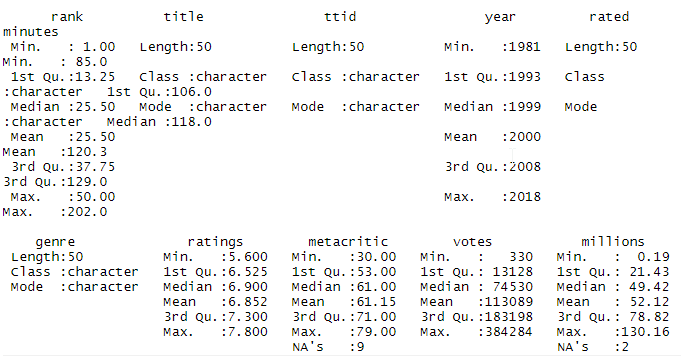 rank           title               ttid                year         rated
minutes
 Min.   : 1.00   Length:50          Length:50          Min.   :1981   Length:50
Min.   : 85.0
 1st Qu.:13.25   Class :character   Class :character   1st Qu.:1993   Class
:character   1st Qu.:106.0
 Median :25.50   Mode  :character   Mode  :character   Median :1999   Mode
:character   Median :118.0
 Mean   :25.50                                         Mean   :2000
Mean   :120.3
 3rd Qu.:37.75                                         3rd Qu.:2008
3rd Qu.:129.0
 Max.   :50.00                                         Max.   :2018
Max.   :202.0
    genre              ratings        metacritic        votes           millions
 Length:50          Min.   :5.600   Min.   :30.00   Min.   :   330   Min.   :  0.19
 Class :character   1st Qu.:6.525   1st Qu.:53.00   1st Qu.: 13128   1st Qu.: 21.43
 Mode  :character   Median :6.900   Median :61.00   Median : 74530   Median : 49.42
                    Mean   :6.852   Mean   :61.15   Mean   :113089   Mean   : 52.12
                    3rd Qu.:7.300   3rd Qu.:71.00   3rd Qu.:183198   3rd Qu.: 78.82
                    Max.   :7.800   Max.   :79.00   Max.   :384284   Max.   :130.16
                                    NA's   :9                        NA's   :2